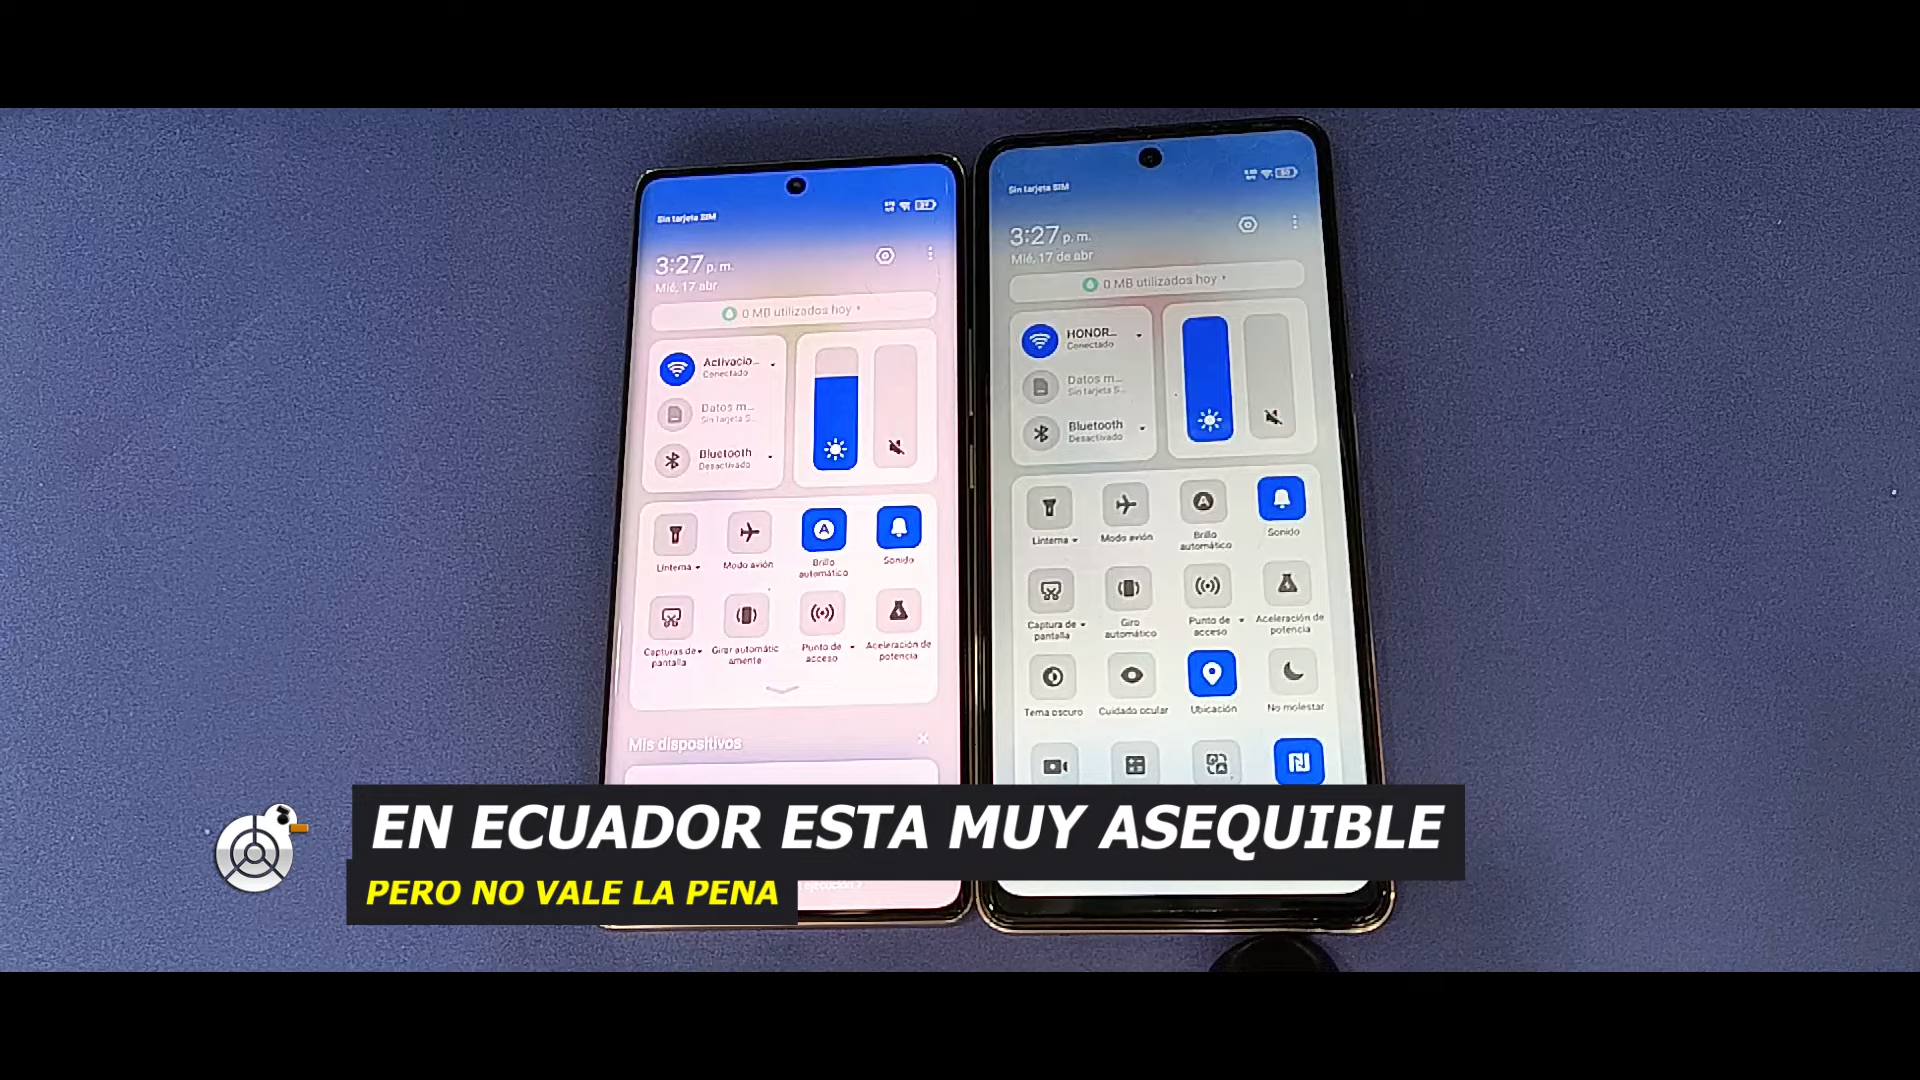 Sin tarjeta SIM
3:27 p. m.
Mié, 17 abr
0 MB utilizados hoy
Activacio...
Conectado
Datos m...
Sin tarjeta S...
Bluetooth
Desactivado
Linterna
Modo avión
Brillo automático
Sonido
Capturas de pantalla
Girar automáticamente
Punto de acceso
Aceleración de potencia
Mis dispositivos
Sin tarjeta SIM
3:27 p. m.
Mié, 17 de abr
0 MB utilizados hoy
HONOR...
Conectado
Datos m...
Sin tarjeta S...
Bluetooth
Desactivado
Linterna
Modo avión
Brillo automático
Sonido
Captura de pantalla
Giro automático
Punto de acceso
Aceleración de potencia
Tema oscuro
Cuidado ocular
Ubicación
No molestar
EN ECUADOR ESTA MUY ASEQUIBLE
PERO NO VALE LA PENA